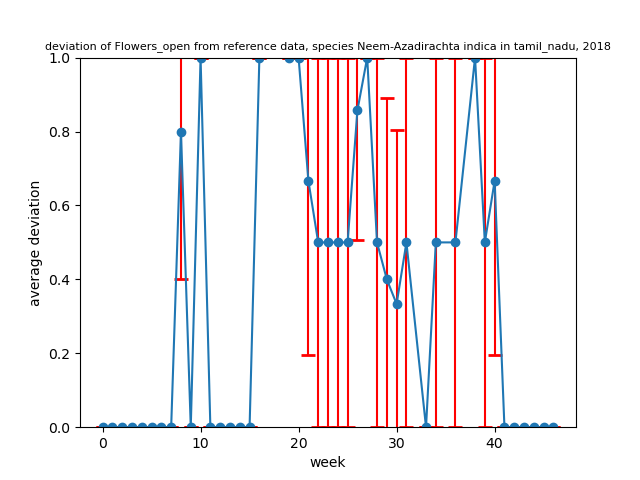 deviation of Flowers_open from reference data, species Neem-Azadirachta indica in tamil_nadu, 2018
1.0
0.8
0.6
0.4
0.2
0.0
average deviation
0 10 20 30 40
week